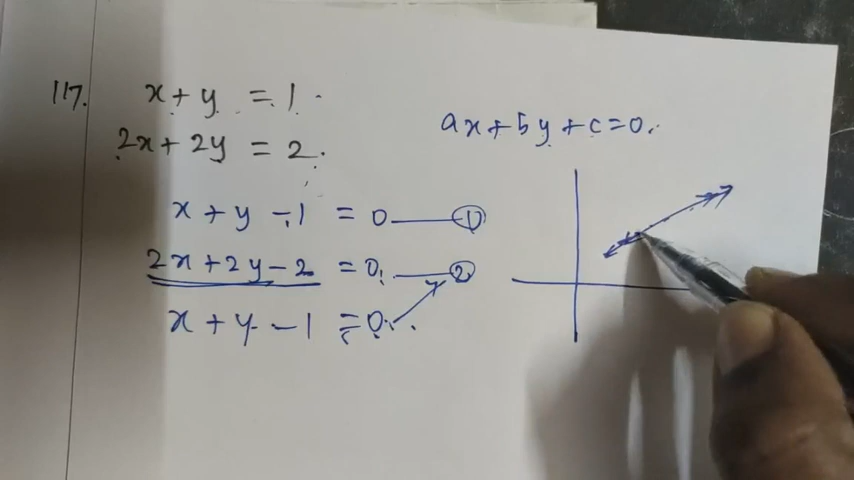 117. x + y = 1.
2x + 2y = 2.
ax + by + c = 0.
x + y - 1 = 0 —— 1
2x + 2y - 2 = 0. —— 2
x + y - 1 = 0.